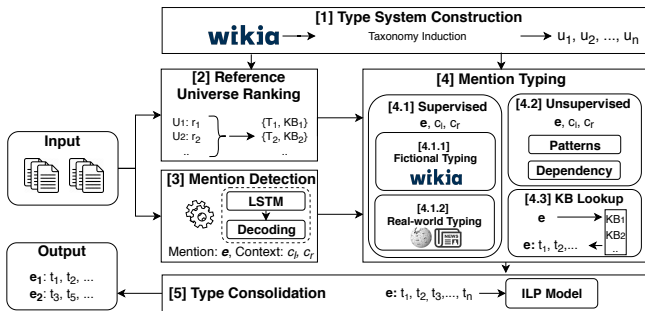 [1] Type System Construction
wikia
Taxonomy Induction
u1, u2, ..., un
[2] Reference
Universe Ranking
U1: r1
U2: r2
..
{T1, KB1}
{T2, KB2}
..
Input
[3] Mention Detection
LSTM
Decoding
Mention: e, Context: cl, cr
[4] Mention Typing
[4.1] Supervised
e, cl, cr
[4.1.1]
Fictional Typing
wikia
[4.1.2]
Real-world Typing
NEWS
[4.2] Unsupervised
e, cl, cr
Patterns
Dependency
[4.3] KB Lookup
e
KB1
KB2
..
e: t1, t2,...
Output
e1: t1, t2, ...
e2: t3, t5, ...
[5] Type Consolidation
e: t1, t2, t3,..., tn
ILP Model